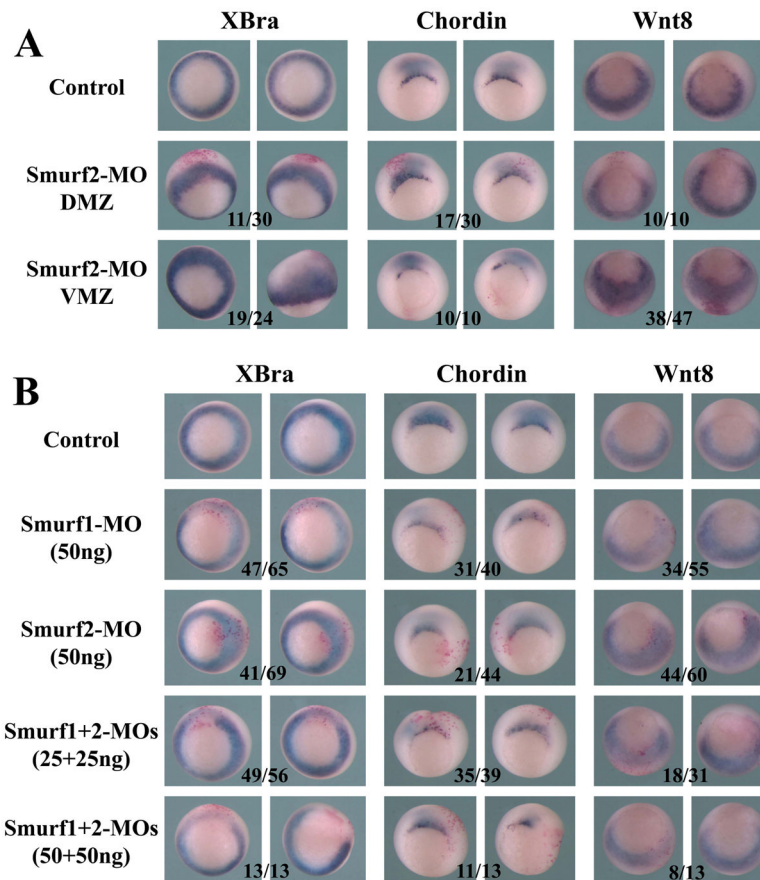 A
XBra Chordin Wnt8
Control
Smurf2-MO
DMZ
11/30 17/30 10/10
Smurf2-MO
VMZ
19/24 10/10 38/47
B
XBra Chordin Wnt8
Control
Smurf1-MO
(50ng)
47/65 31/40 34/55
Smurf2-MO
(50ng)
41/69 21/44 44/60
Smurf1+2-MOs
(25+25ng)
49/56 35/39 18/31
Smurf1+2-MOs
(50+50ng)
13/13 11/13 8/13